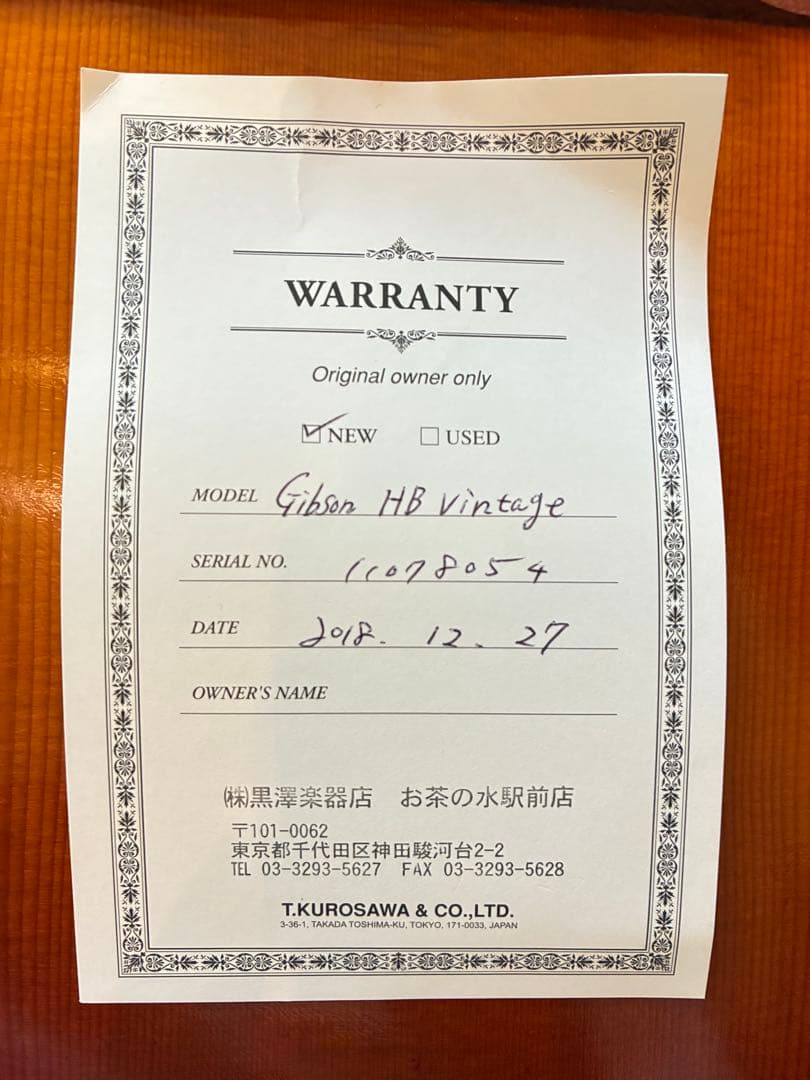 WARRANTY
Original owner only
☑NEW ☐USED
MODEL Gibson HB Vintage
SERIAL NO. 11078054
DATE 2018. 12. 27
OWNER'S NAME
㈱黒澤楽器店 お茶の水駅前店
〒101-0062
東京都千代田区神田駿河台2-2
TEL 03-3293-5627 FAX 03-3293-5628
T.KUROSAWA & CO.,LTD.
3-36-1, TAKADA TOSHIMA-KU, TOKYO, 171-0033, JAPAN